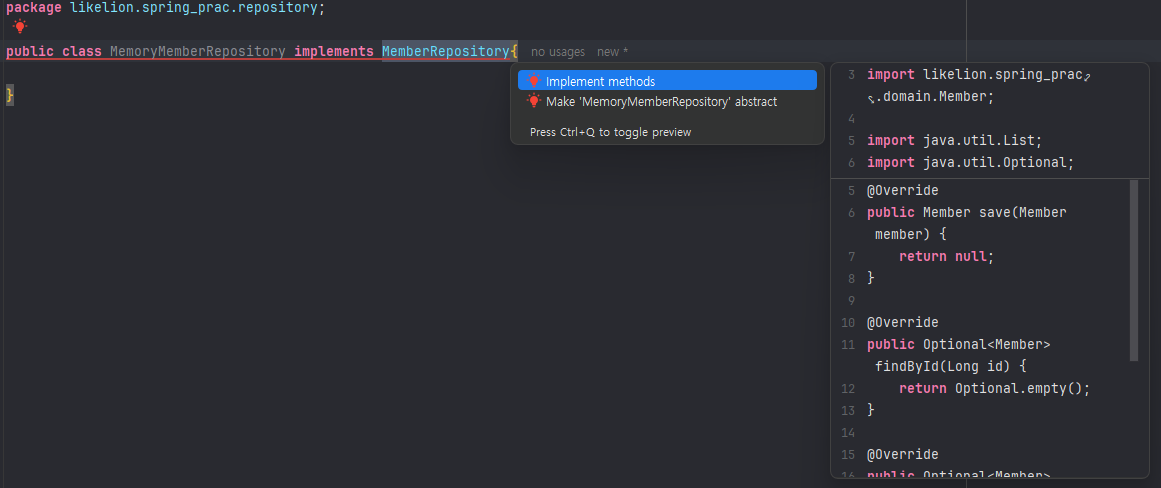 package likelion.spring_prac.repository;
public class MemoryMemberRepository implements MemberRepository{ no usages new *
}
Implement methods
Make 'MemoryMemberRepository' abstract
Press Ctrl+Q to toggle preview
3 import likelion.spring_prac
.domain.Member;
4
5 import java.util.List;
6 import java.util.Optional;
5 @Override
6 public Member save(Member
member) {
7 return null;
8 }
9
10 @Override
11 public Optional<Member>
findById(Long id) {
12 return Optional.empty();
13 }
14
15 @Override
16 public Optional<Member>